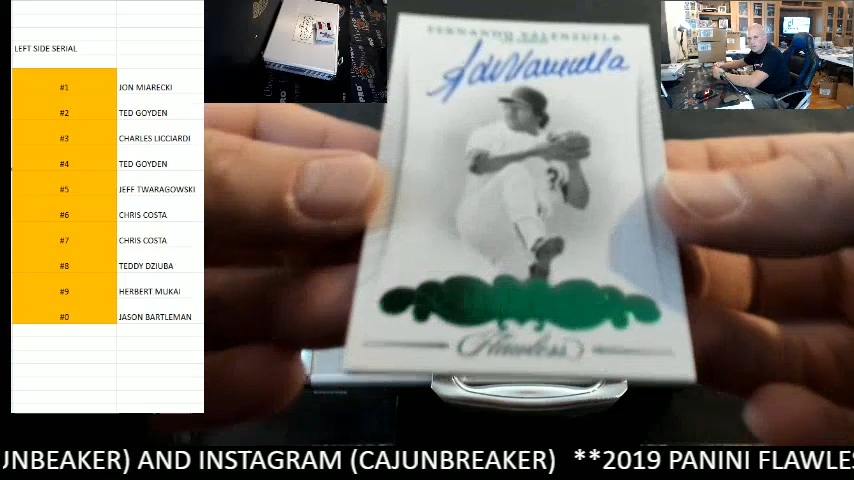 LEFT SIDE SERIAL
#1 JON MIARECKI
#2 TED GOYDEN
#3 CHARLES LICCIARDI
#4 TED GOYDEN
#5 JEFF TWARAGOWSKI
#6 CHRIS COSTA
#7 CHRIS COSTA
#8 TEDDY DZIUBA
#9 HERBERT MUKAI
#0 JASON BARTLEMAN
FERNANDO VALENZUELA
Flawless
UNBEAKER) AND INSTAGRAM (CAJUNBREAKER) **2019 PANINI FLAWLES